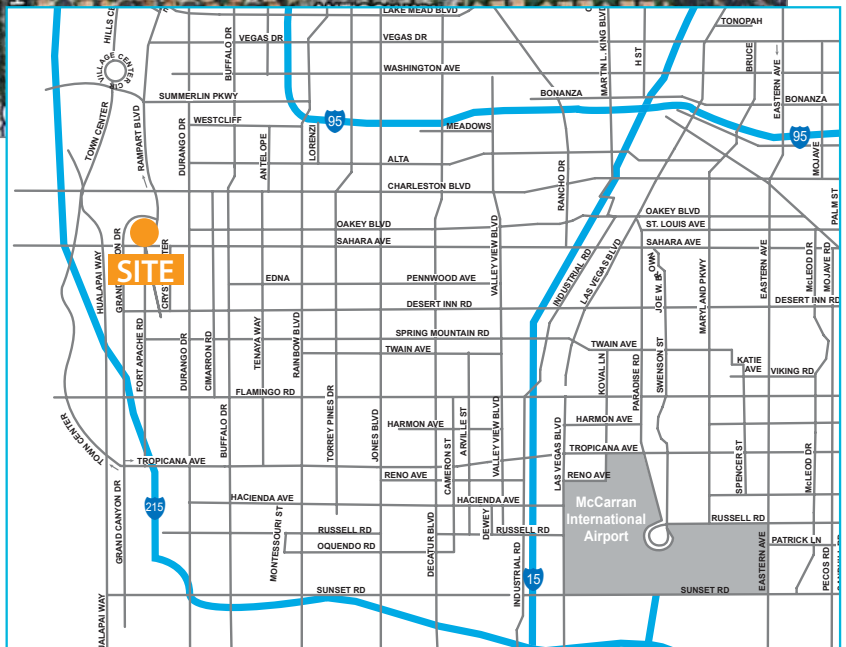 LAKE MEAD BLVD
TONOPAH
HILLS
VEGAS DR
VEGAS DR
BUFFALO DR
MARTIN L. KING BLVD
H ST
BRUCE
EASTERN AVE
VILLAGE CENTER CIR
WASHINGTON AVE
SUMMERLIN PKWY
BONANZA
BONANZA
TOWN CENTER
RAMPART BLVD
DURANGO DR
WESTCLIFF
ANTELOPE
LORENZI
95
MEADOWS
95
MOJAVE
ALTA
CHARLESTON BLVD
RANCHO DR
PALM ST
OAKEY BLVD
OAKEY BLVD
ST. LOUIS AVE
SAHARA AVE
SAHARA AVE
SITE
HUALAPAI WAY
VALLEY VIEW BLVD
INDUSTRIAL RD
LAS VEGAS BLVD
JOE W. B
OWN
MARYLAND PKWY
EASTERN AVE
McLEOD DR
MOJAVE RD
EDNA
PENNWOOD AVE
DESERT INN RD
DESERT INN RD
FORT APACHE RD
DURANGO DR
CIMARRON RD
TENAYA WAY
RAINBOW BLVD
SPRING MOUNTAIN RD
TWAIN AVE
TWAIN AVE
KOVAL LN
PARADISE RD
SWENSON ST
KATIE
AVE
VIKING RD
FLAMINGO RD
BUFFALO DR
TORREY PINES DR
JONES BLVD
HARMON AVE
CAMERON ST
ARVILLE ST
VALLEY VIEW BLVD
LAS VEGAS BLVD
HARMON AVE
TOWN CENTER
TROPICANA AVE
TROPICANA AVE
SPENCER ST
McLEOD DR
RENO AVE
RENO AVE
GRAND CANYON DR
215
HACIENDA AVE
HACIENDA AVE
McCarran
International
Airport
MONTESSOURI ST
RUSSELL RD
OQUENDO RD
DECATUR BLVD
DEWEY
RUSSELL RD
RUSSELL RD
INDUSTRIAL RD
15
EASTERN AVE
PATRICK LN
PECOS RD
SUNSET RD
SUNSET RD